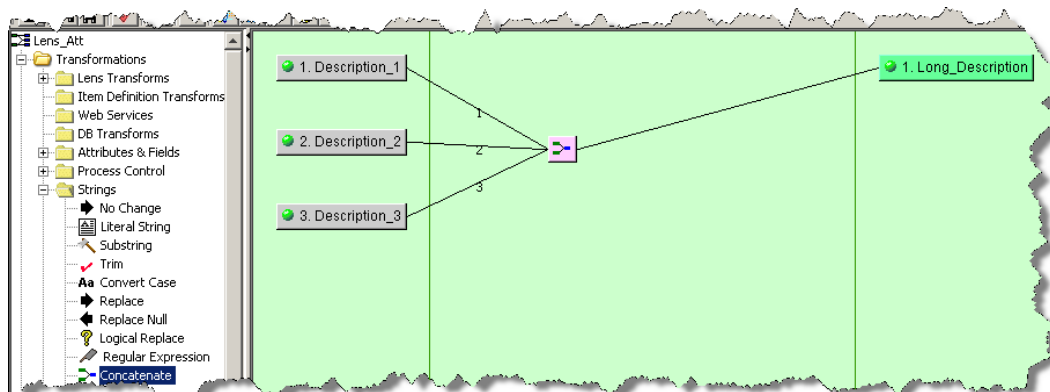 Lens_Att
Transformations
Lens Transforms
Item Definition Transforms
Web Services
DB Transforms
Attributes & Fields
Process Control
Strings
No Change
Literal String
Substring
Trim
Aa Convert Case
Replace
Replace Null
Logical Replace
Regular Expression
Concatenate
1. Description_1
2. Description_2
3. Description_3
1
2
3
1. Long_Description